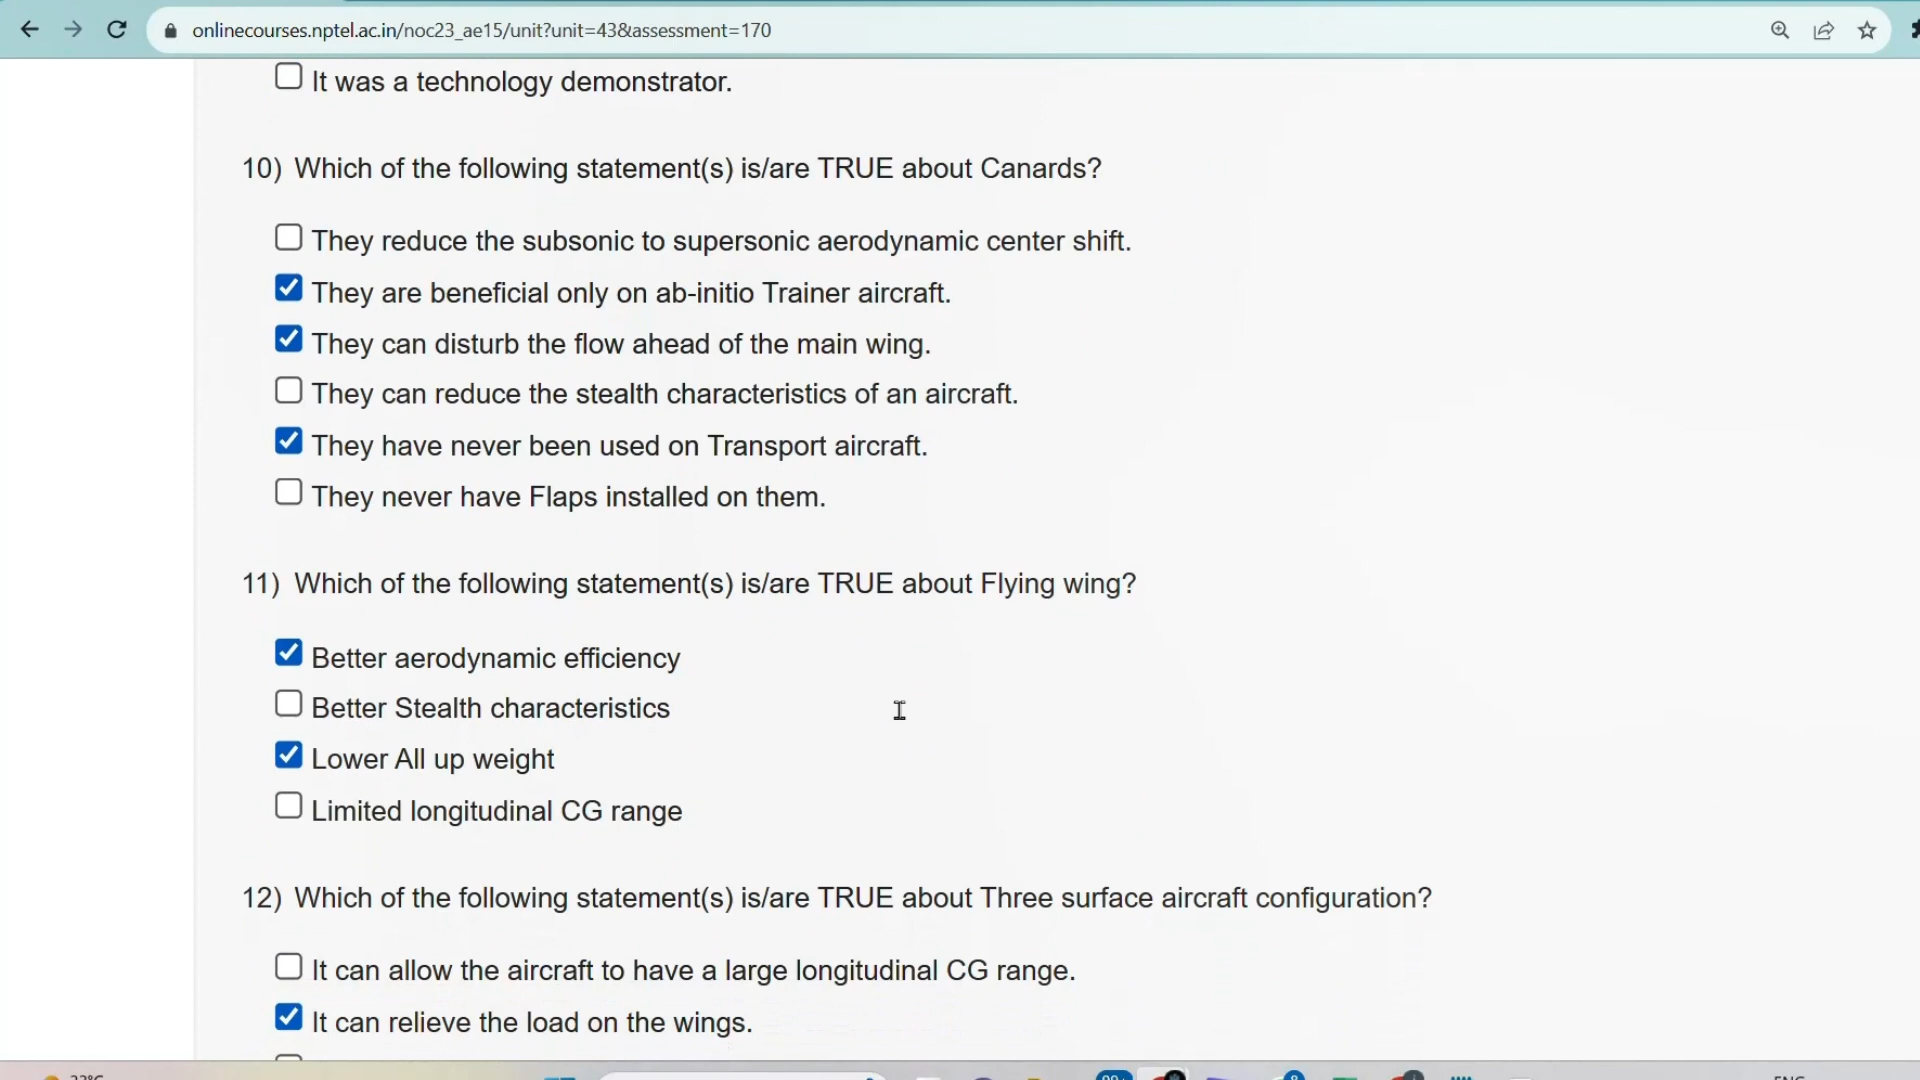 onlinecourses.nptel.ac.in/noc23_ae15/unit?unit=43&assessment=170
It was a technology demonstrator.
10) Which of the following statement(s) is/are TRUE about Canards?
They reduce the subsonic to supersonic aerodynamic center shift.
They are beneficial only on ab-initio Trainer aircraft.
They can disturb the flow ahead of the main wing.
They can reduce the stealth characteristics of an aircraft.
They have never been used on Transport aircraft.
They never have Flaps installed on them.
11) Which of the following statement(s) is/are TRUE about Flying wing?
Better aerodynamic efficiency
Better Stealth characteristics
Lower All up weight
Limited longitudinal CG range
12) Which of the following statement(s) is/are TRUE about Three surface aircraft configuration?
It can allow the aircraft to have a large longitudinal CG range.
It can relieve the load on the wings.